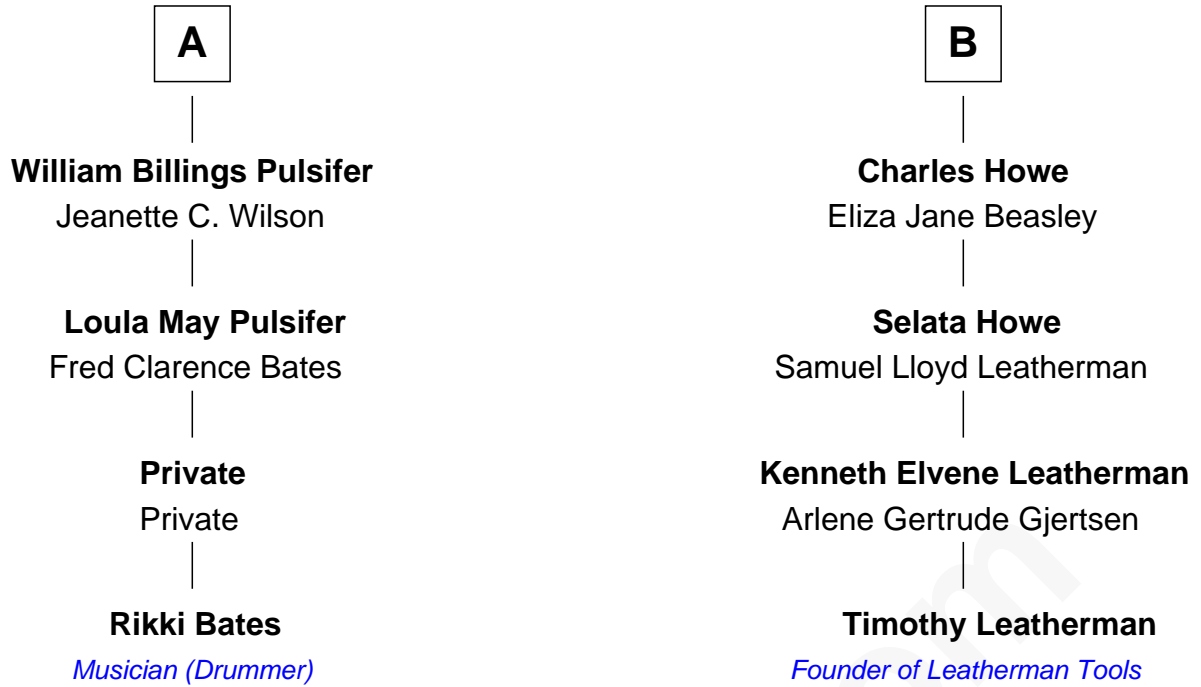 A
William Billings Pulsifer
Jeanette C. Wilson
Loula May Pulsifer
Fred Clarence Bates
Private
Private
Rikki Bates
Musician (Drummer)
B
Charles Howe
Eliza Jane Beasley
Selata Howe
Samuel Lloyd Leatherman
Kenneth Elvene Leatherman
Arlene Gertrude Gjertsen
Timothy Leatherman
Founder of Leatherman Tools